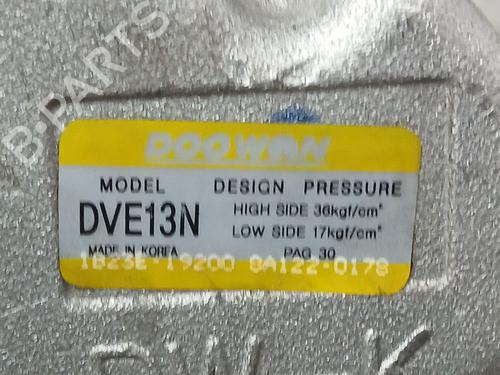 B-PARTS
DOOWON
MODEL DESIGN PRESSURE
DVE13N HIGH SIDE 36kgf/cm²
LOW SIDE 17kgf/cm²
MADE IN KOREA PAG 30
1B23E-19200 8A122-0178